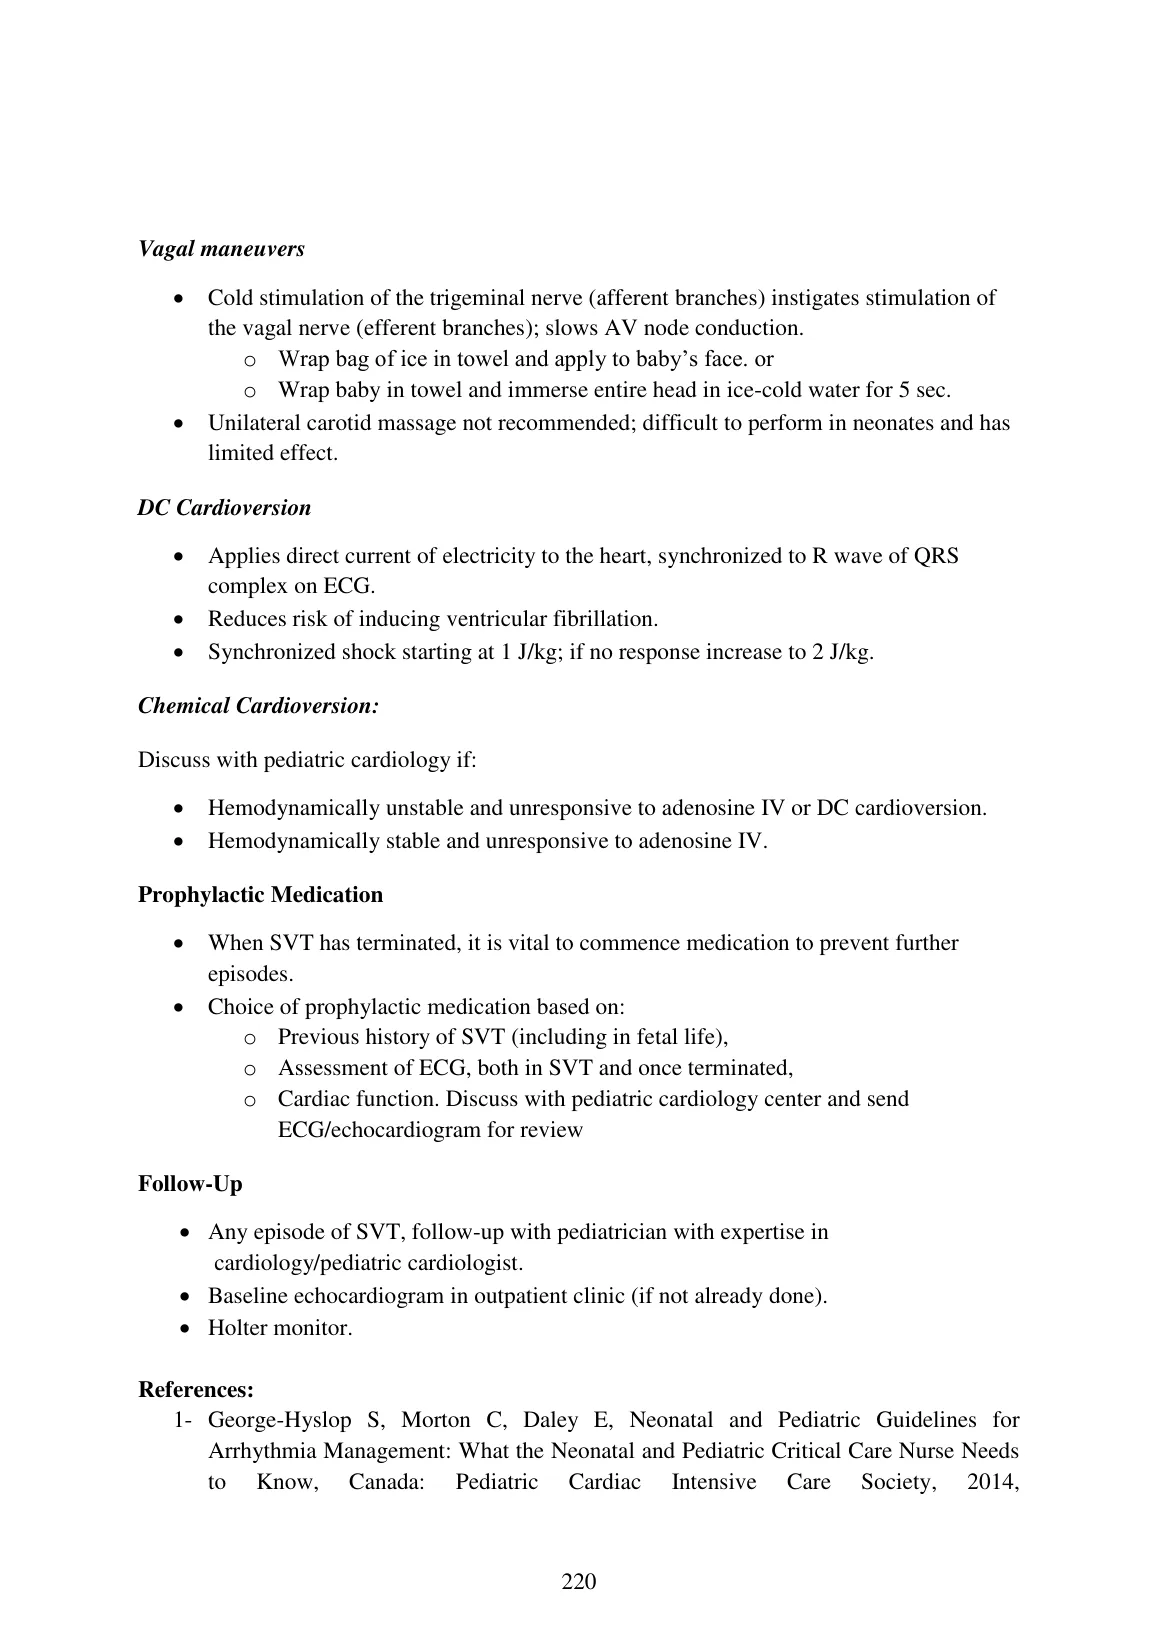 Vagal maneuvers
• Cold stimulation of the trigeminal nerve (afferent branches) instigates stimulation of
the vagal nerve (efferent branches); slows AV node conduction.
o Wrap bag of ice in towel and apply to baby’s face. or
o Wrap baby in towel and immerse entire head in ice-cold water for 5 sec.
• Unilateral carotid massage not recommended; difficult to perform in neonates and has
limited effect.
DC Cardioversion
• Applies direct current of electricity to the heart, synchronized to R wave of QRS
complex on ECG.
• Reduces risk of inducing ventricular fibrillation.
• Synchronized shock starting at 1 J/kg; if no response increase to 2 J/kg.
Chemical Cardioversion:
Discuss with pediatric cardiology if:
• Hemodynamically unstable and unresponsive to adenosine IV or DC cardioversion.
• Hemodynamically stable and unresponsive to adenosine IV.
Prophylactic Medication
• When SVT has terminated, it is vital to commence medication to prevent further
episodes.
• Choice of prophylactic medication based on:
o Previous history of SVT (including in fetal life),
o Assessment of ECG, both in SVT and once terminated,
o Cardiac function. Discuss with pediatric cardiology center and send
ECG/echocardiogram for review
Follow-Up
• Any episode of SVT, follow-up with pediatrician with expertise in
cardiology/pediatric cardiologist.
• Baseline echocardiogram in outpatient clinic (if not already done).
• Holter monitor.
References:
1- George-Hyslop S, Morton C, Daley E, Neonatal and Pediatric Guidelines for
Arrhythmia Management: What the Neonatal and Pediatric Critical Care Nurse Needs
to Know, Canada: Pediatric Cardiac Intensive Care Society, 2014,
220